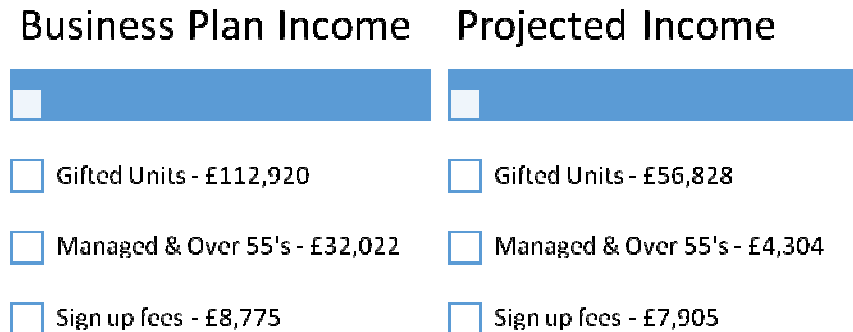 Business Plan Income
Gifted Units - £112,920
Managed & Over 55's - £32,022
Sign up fees - £8,775
Projected Income
Gifted Units - £56,828
Managed & Over 55's - £4,304
Sign up fees - £7,905